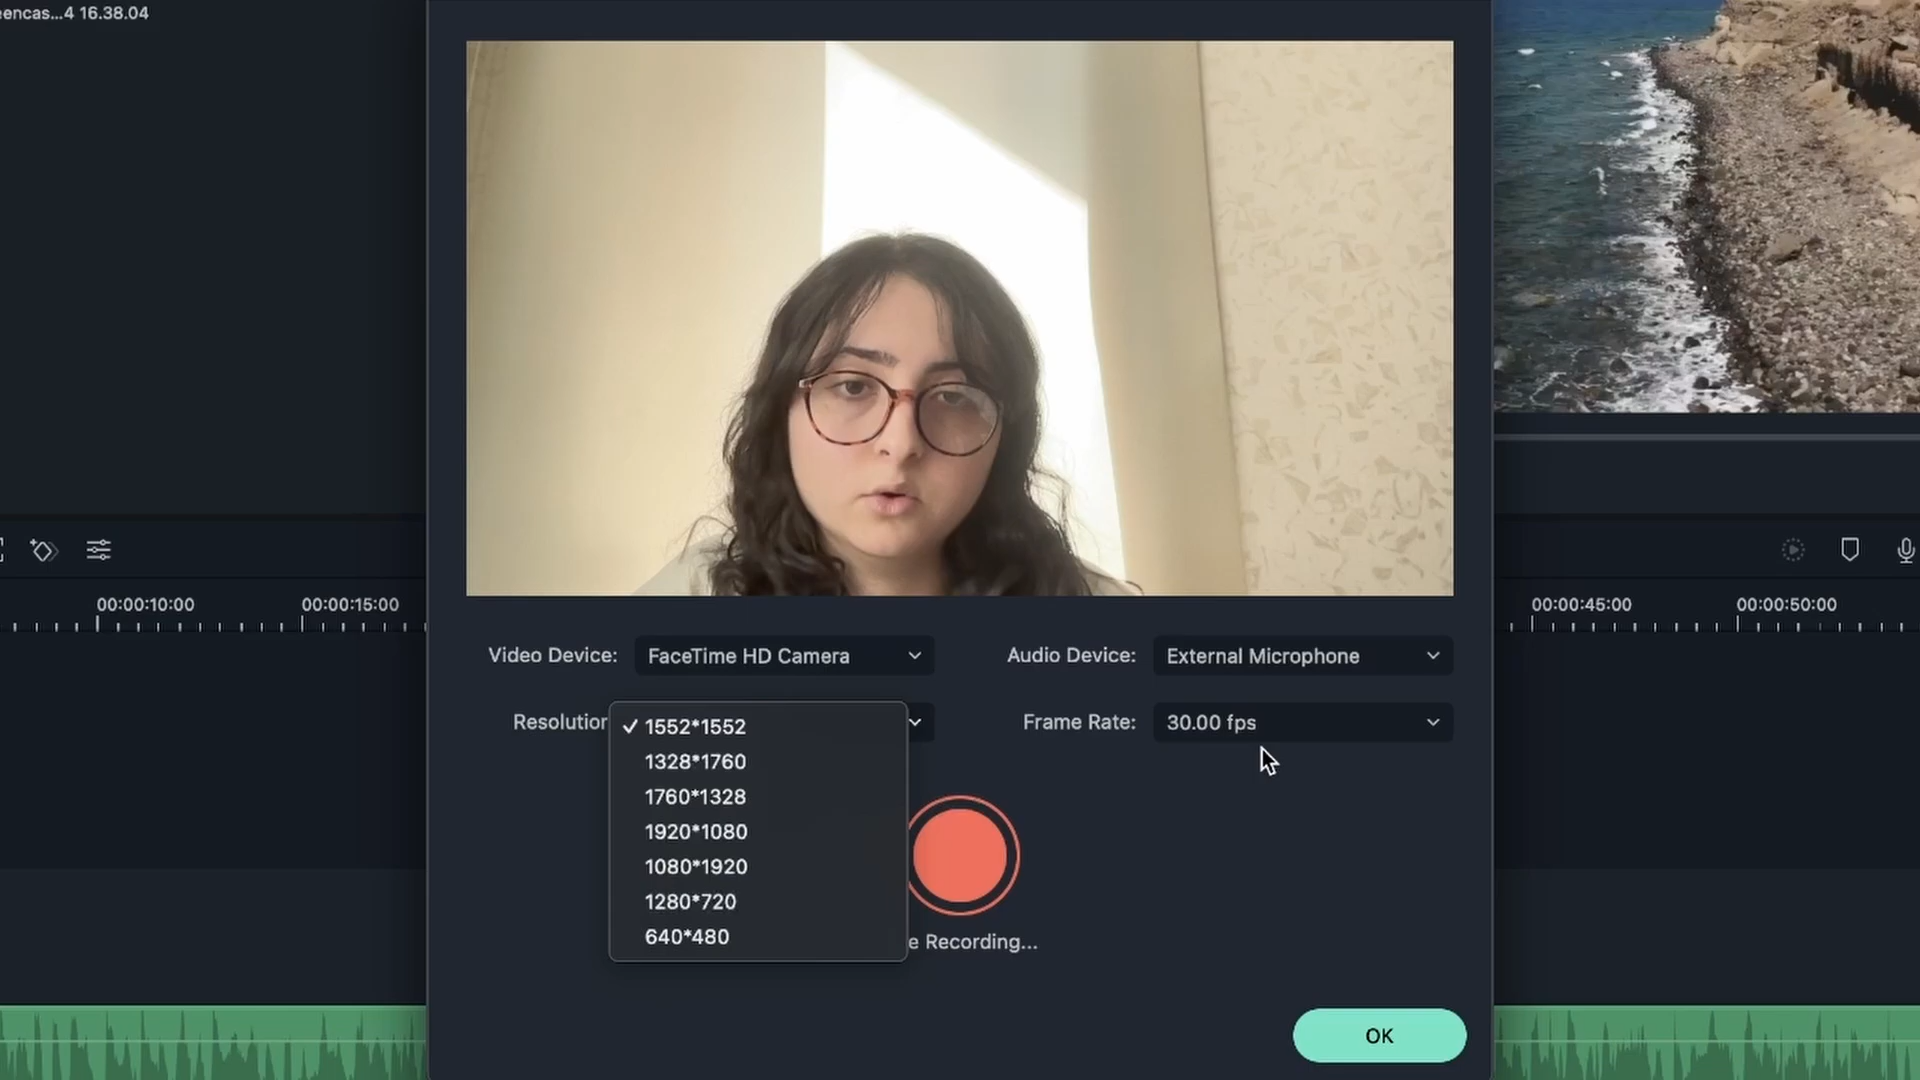 encas...4 16.38.04
00:00:10:00
00:00:15:00
00:00:45:00
00:00:50:00
Video Device:
FaceTime HD Camera
Audio Device:
External Microphone
Resolution
1552*1552
1328*1760
1760*1328
1920*1080
1080*1920
1280*720
640*480
Frame Rate:
30.00 fps
e Recording...
OK